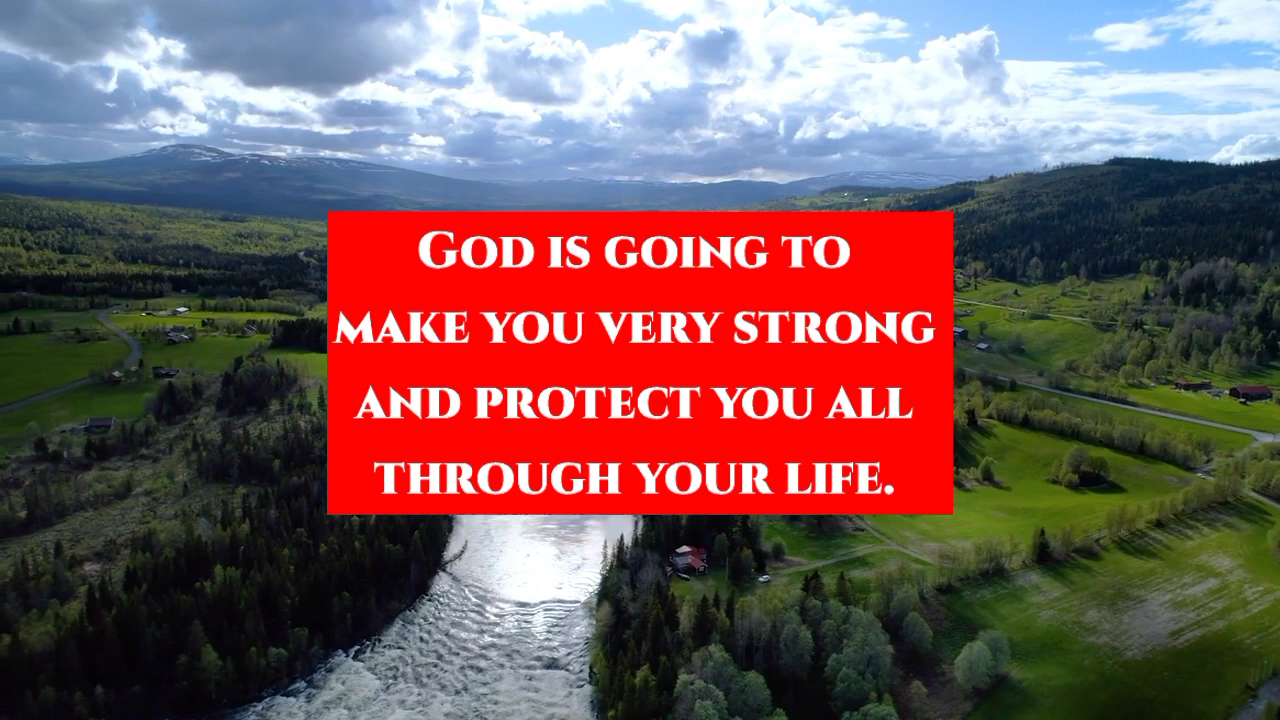 God is going to
make you very strong
and protect you all
through your life.